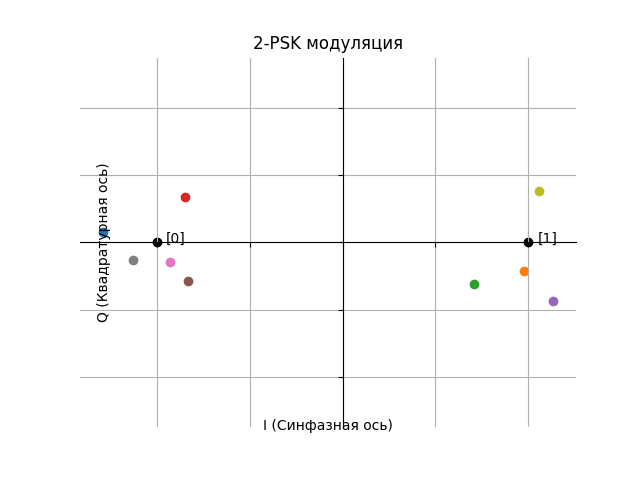 2-PSK модуляция
Q (Квадратурная ось)
[0]
[1]
I (Синфазная ось)